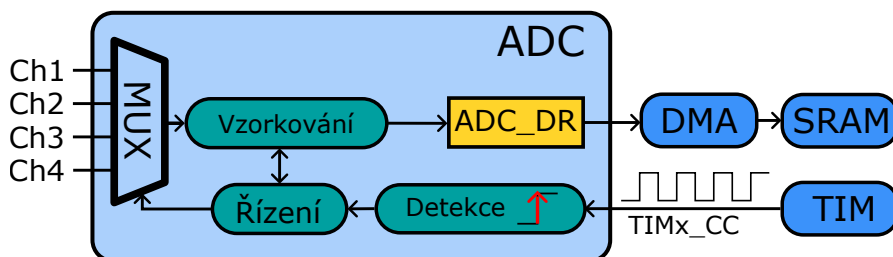 ADC
Ch1
Ch2
Ch3
Ch4
MUX
Vzorkování
ADC_DR
DMA
SRAM
Řízení
Detekce
TIMx_CC
TIM